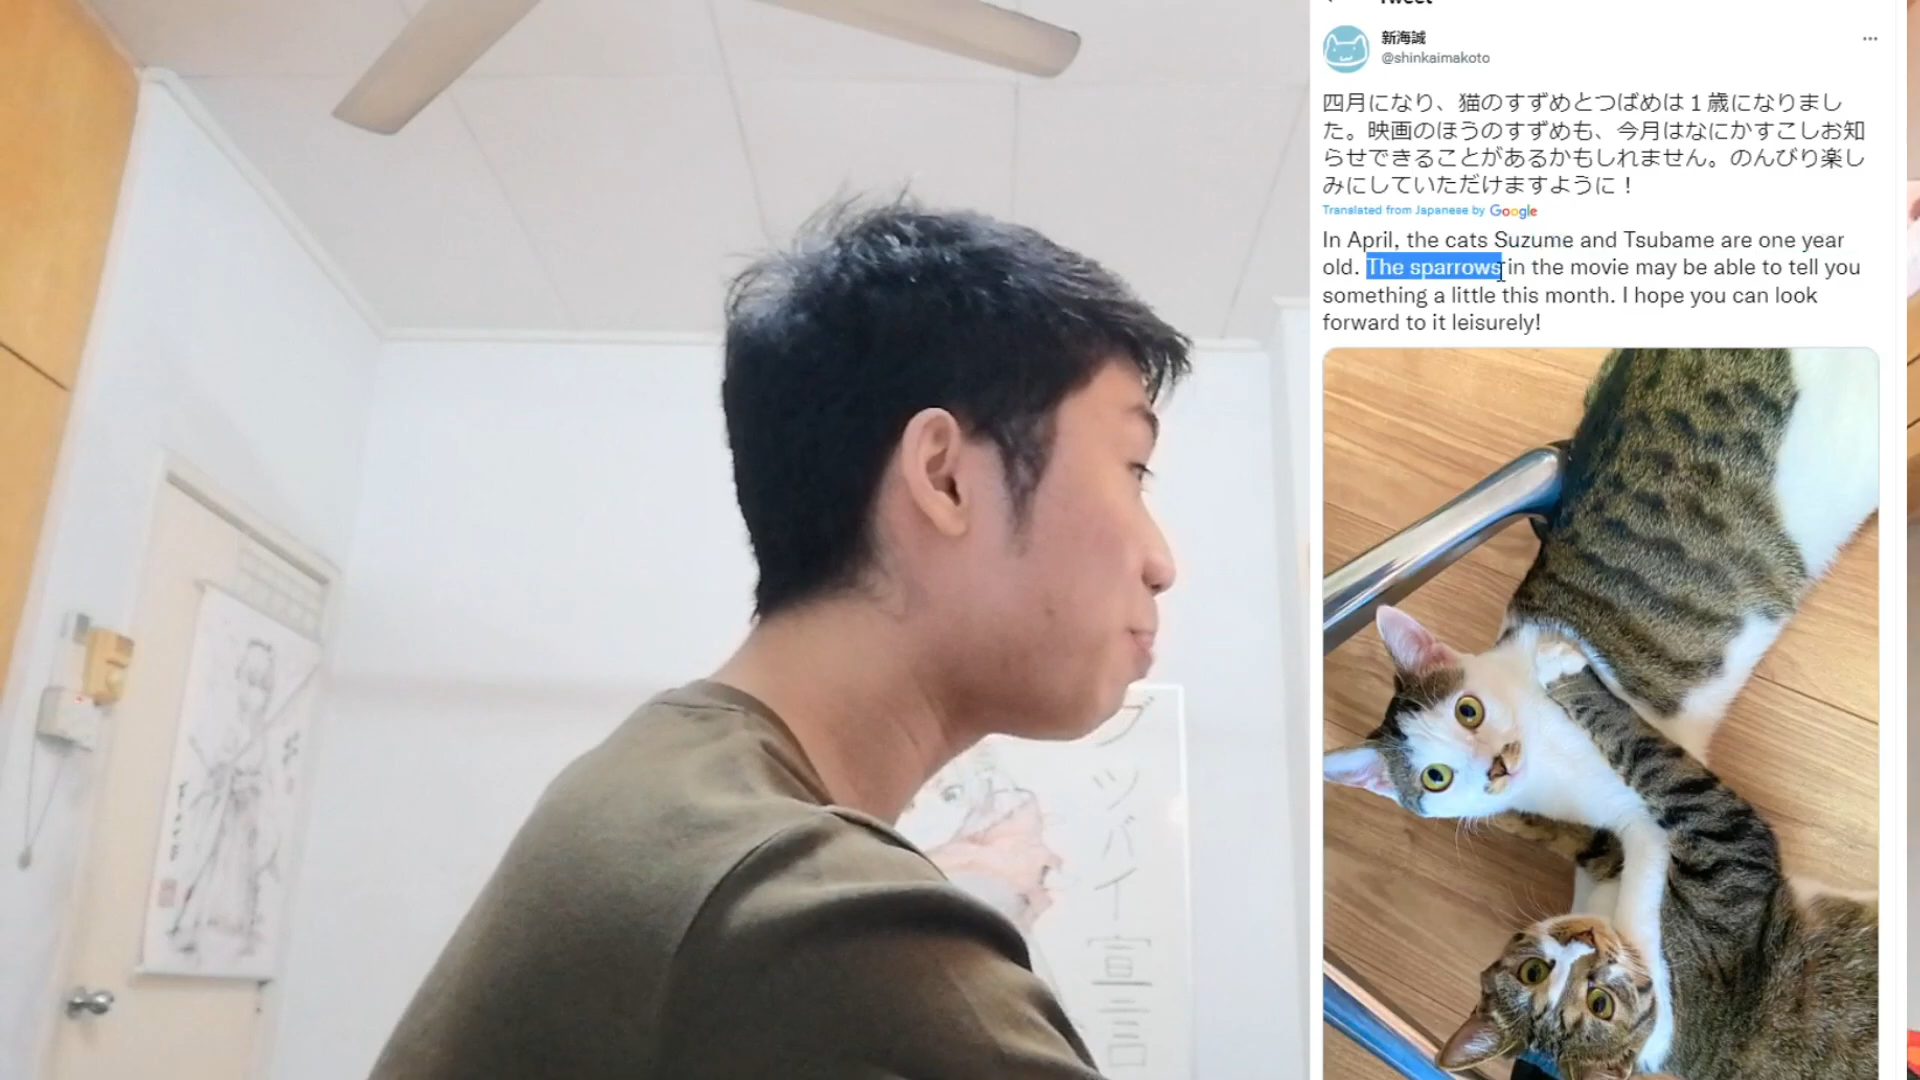 Tweet
新海誠
@shinkaimakoto
四月になり、猫のすずめとつばめは１歳になりまし
た。映画のほうのすずめも、今月はなにかすこしお知
らせできることがあるかもしれません。のんびり楽し
みにしていただけますように！
Translated from Japanese by Google
In April, the cats Suzume and Tsubame are one year
old. The sparrows in the movie may be able to tell you
something a little this month. I hope you can look
forward to it leisurely!
ツバイ宣言